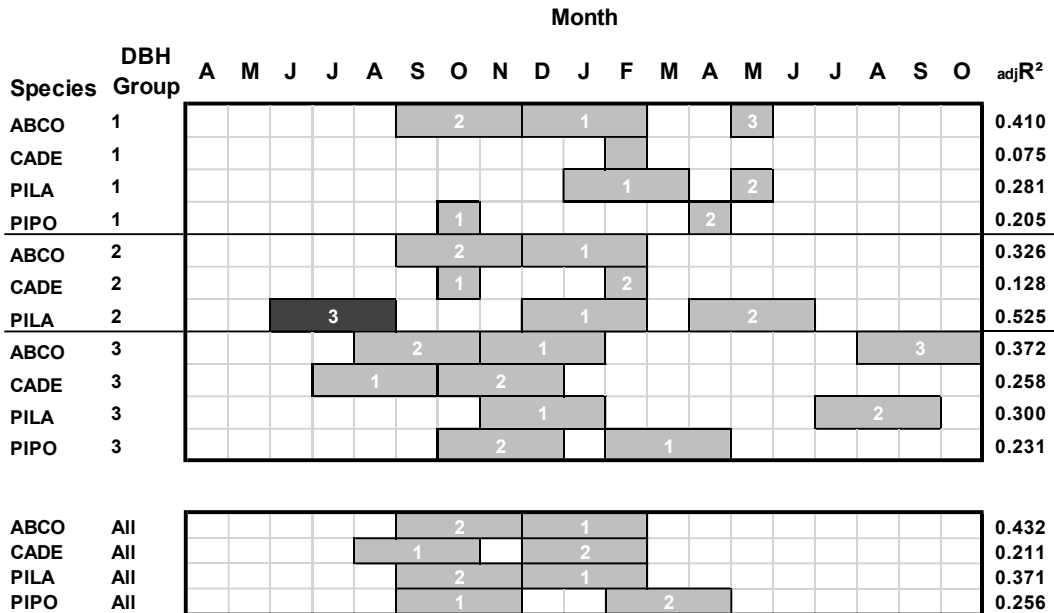 Month
Species DBH Group A M J J A S O N D J F M A M J J A S O adjR²
ABCO 1 2 1 3 0.410
CADE 1 0.075
PILA 1 1 2 0.281
PIPO 1 1 2 0.205
ABCO 2 2 1 0.326
CADE 2 1 2 0.128
PILA 2 3 1 2 0.525
ABCO 3 2 1 3 0.372
CADE 3 1 2 0.258
PILA 3 1 2 0.300
PIPO 3 2 1 0.231
ABCO All 2 1 0.432
CADE All 1 2 0.211
PILA All 2 1 0.371
PIPO All 1 2 0.256